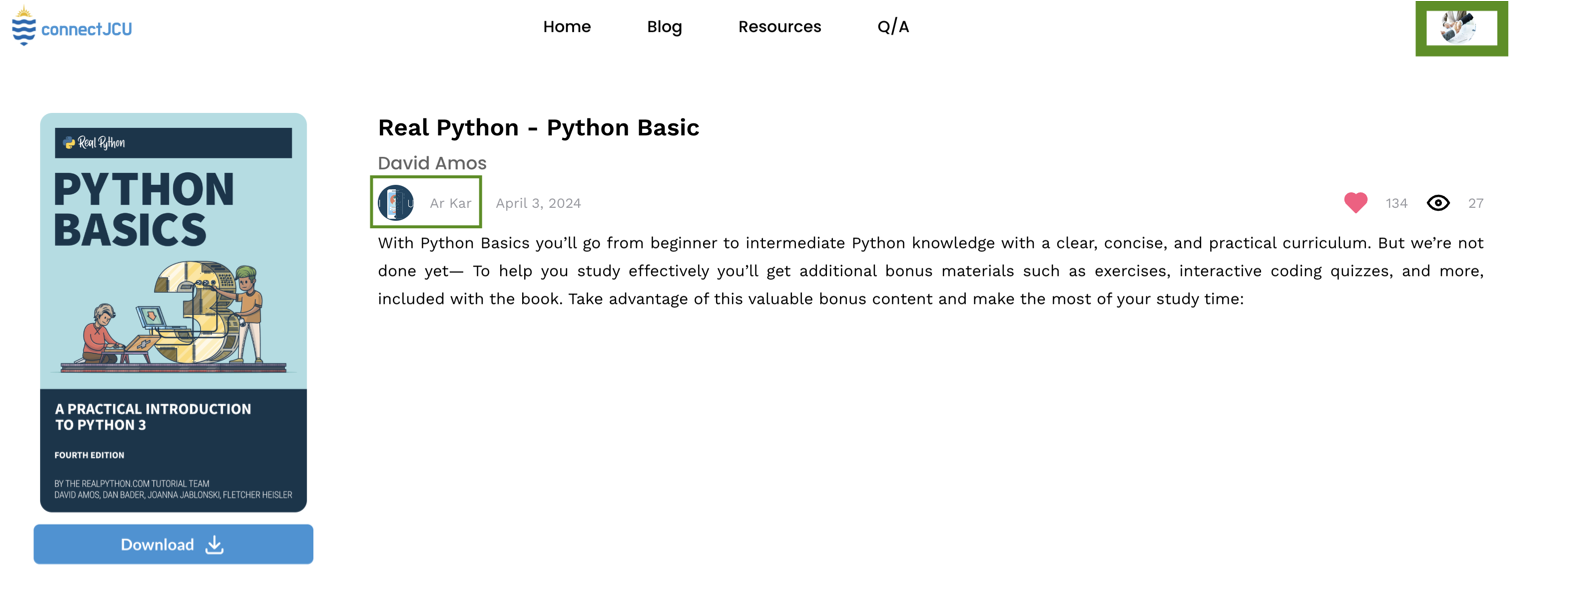 connectJCU
Home Blog Resources Q/A
Real Python
PYTHON
BASICS
A PRACTICAL INTRODUCTION
TO PYTHON 3
FOURTH EDITION
BY THE REALPYTHON.COM TUTORIAL TEAM
DAVID AMOS, DAN BADER, JOANNA JABLONSKI, FLETCHER HEISLER
Download
Real Python - Python Basic
David Amos
Ar Kar April 3, 2024 134 27
With Python Basics you’ll go from beginner to intermediate Python knowledge with a clear, concise, and practical curriculum. But we’re not
done yet— To help you study effectively you’ll get additional bonus materials such as exercises, interactive coding quizzes, and more,
included with the book. Take advantage of this valuable bonus content and make the most of your study time: